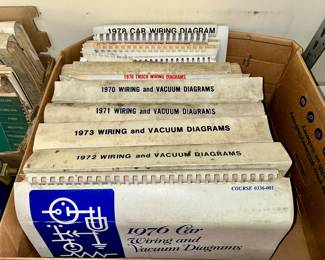 1978 CAR WIRING DIAGRAM
1978 TRUCK WIRING DIAGRAMS
1970 WIRING and VACUUM DIAGRAMS
1971 WIRING and VACUUM DIAGRAMS
1973 WIRING and VACUUM DIAGRAMS
1972 WIRING and VACUUM DIAGRAMS
COURSE 0336-001
1976 Car
Wiring and
Vacuum Diagrams